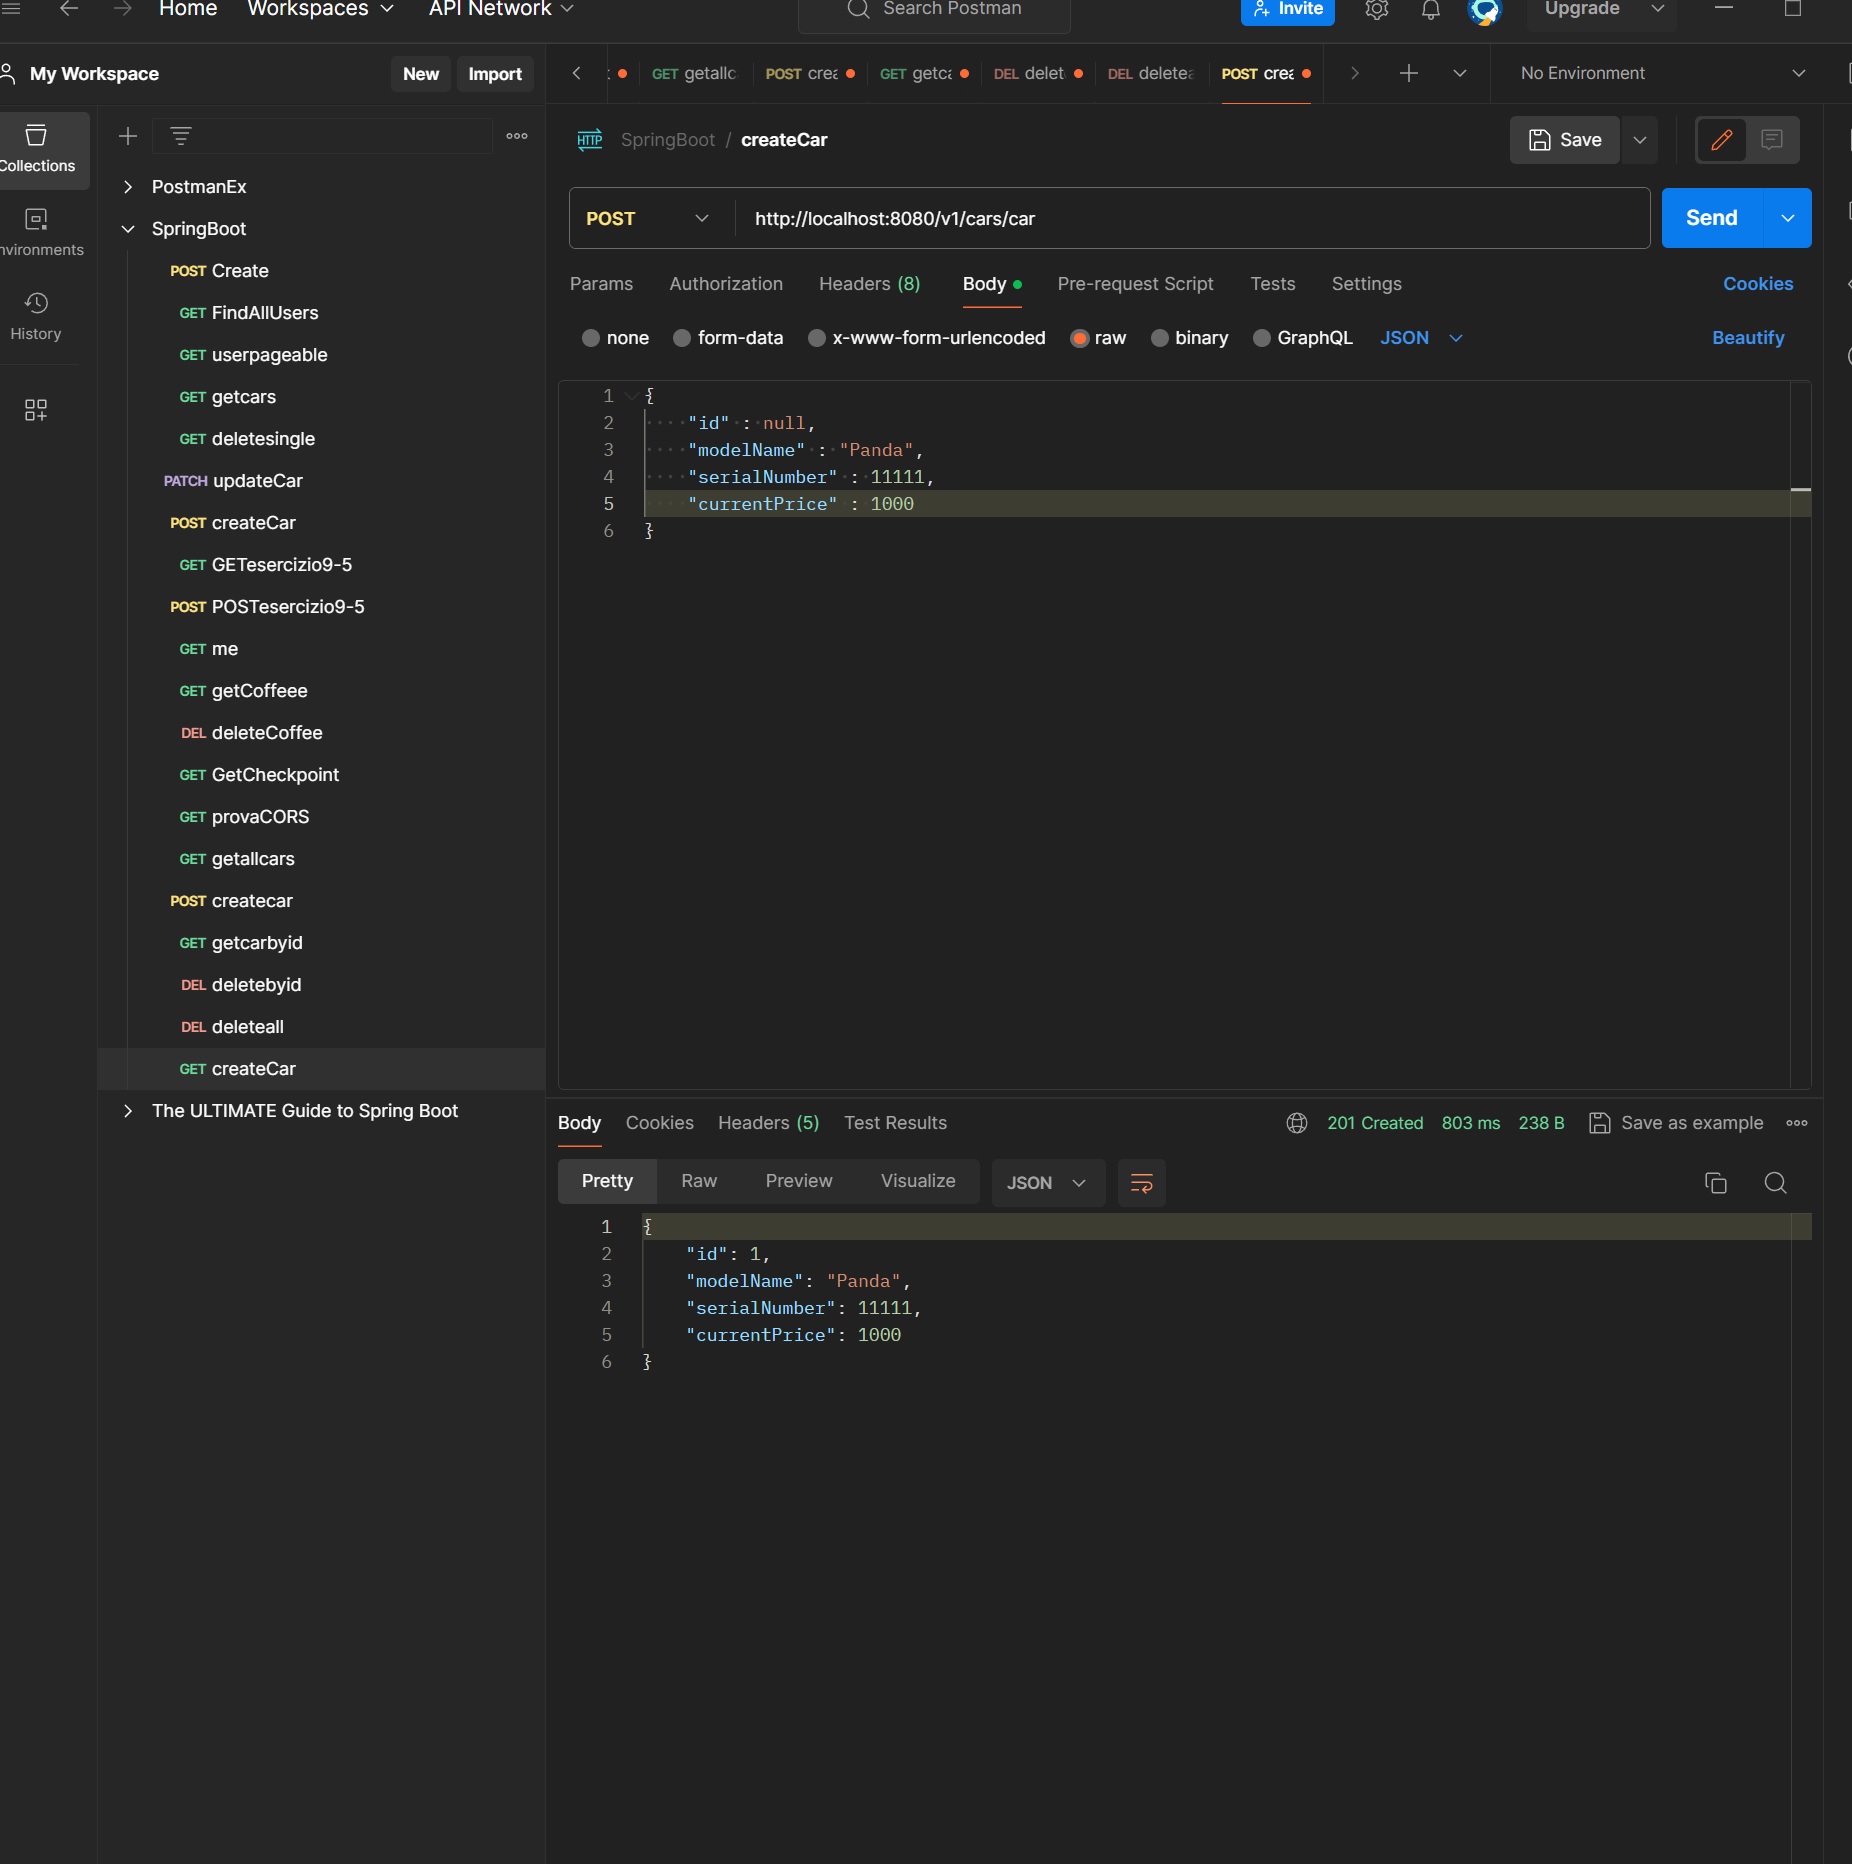 Home Workspaces API Network Search Postman Invite Upgrade
My Workspace New Import
GET getallc POST crea GET getca DEL delet DEL deletea POST crea No Environment
Collections
nvironments
History
PostmanEx
SpringBoot
POST Create
GET FindAllUsers
GET userpageable
GET getcars
GET deletesingle
PATCH updateCar
POST createCar
GET GETesercizio9-5
POST POSTesercizio9-5
GET me
GET getCoffeee
DEL deleteCoffee
GET GetCheckpoint
GET provaCORS
GET getallcars
POST createcar
GET getcarbyid
DEL deletebyid
DEL deleteall
GET createCar
The ULTIMATE Guide to Spring Boot
HTTP SpringBoot / createCar Save
POST http://localhost:8080/v1/cars/car Send
Params Authorization Headers (8) Body Pre-request Script Tests Settings Cookies
none form-data x-www-form-urlencoded raw binary GraphQL JSON Beautify
1 {
2 "id" : null,
3 "modelName" : "Panda",
4 "serialNumber" : 11111,
5 "currentPrice" : 1000
6 }
Body Cookies Headers (5) Test Results 201 Created 803 ms 238 B Save as example
Pretty Raw Preview Visualize JSON
1 {
2 "id": 1,
3 "modelName": "Panda",
4 "serialNumber": 11111,
5 "currentPrice": 1000
6 }